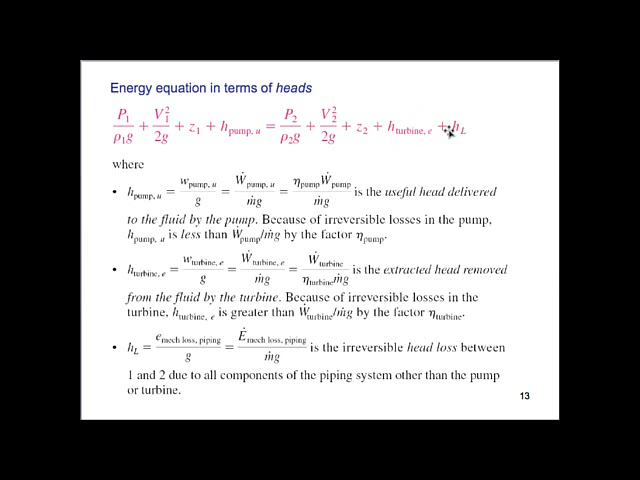 Energy equation in terms of heads
P₁/ρ₁g + V₁²/2g + z₁ + h_pump, u = P₂/ρ₂g + V₂²/2g + z₂ + h_turbine, e + h_L
where
• h_pump, u = w_pump, u/g = Ẇ_pump, u/ṁg = η_pump Ẇ_pump/ṁg is the useful head delivered
to the fluid by the pump. Because of irreversible losses in the pump,
h_pump, u is less than Ẇ_pump/ṁg by the factor η_pump.
• h_turbine, e = w_turbine, e/g = Ẇ_turbine, e/ṁg = Ẇ_turbine/η_turbine ṁg is the extracted head removed
from the fluid by the turbine. Because of irreversible losses in the
turbine, h_turbine, e is greater than Ẇ_turbine/ṁg by the factor η_turbine.
• h_L = e_mech loss, piping/g = Ė_mech loss, piping/ṁg is the irreversible head loss between
1 and 2 due to all components of the piping system other than the pump
or turbine.
13